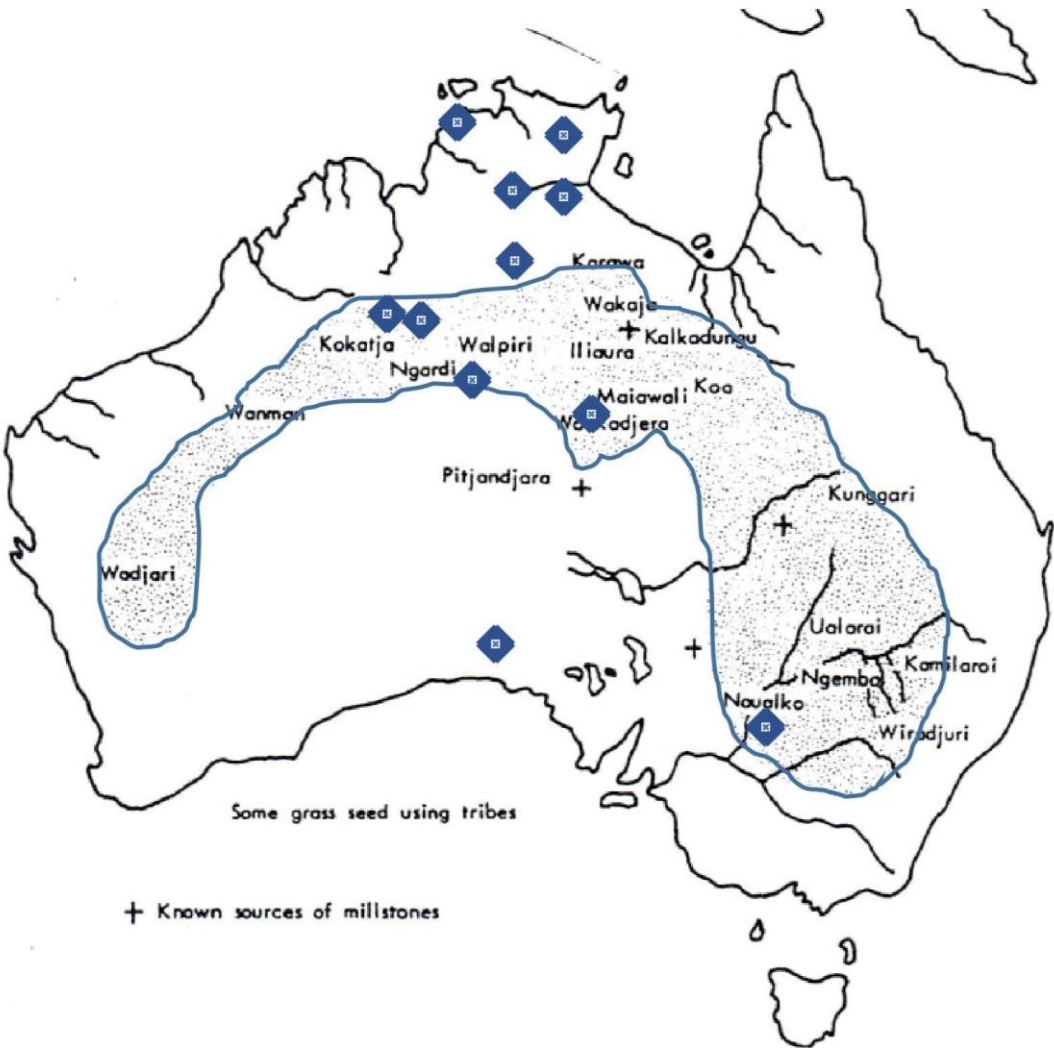 Karawa
Wakaja
Kalkadungu
Kokatja
Walpiri
Iliaura
Ngardi
Koa
Maiawali
Wanman
Pitjandjara
Kunggari
Wadjari
Ualarai
Kamilaroi
Ngemba
Naualko
Wiradjuri
Some grass seed using tribes
+ Known sources of millstones